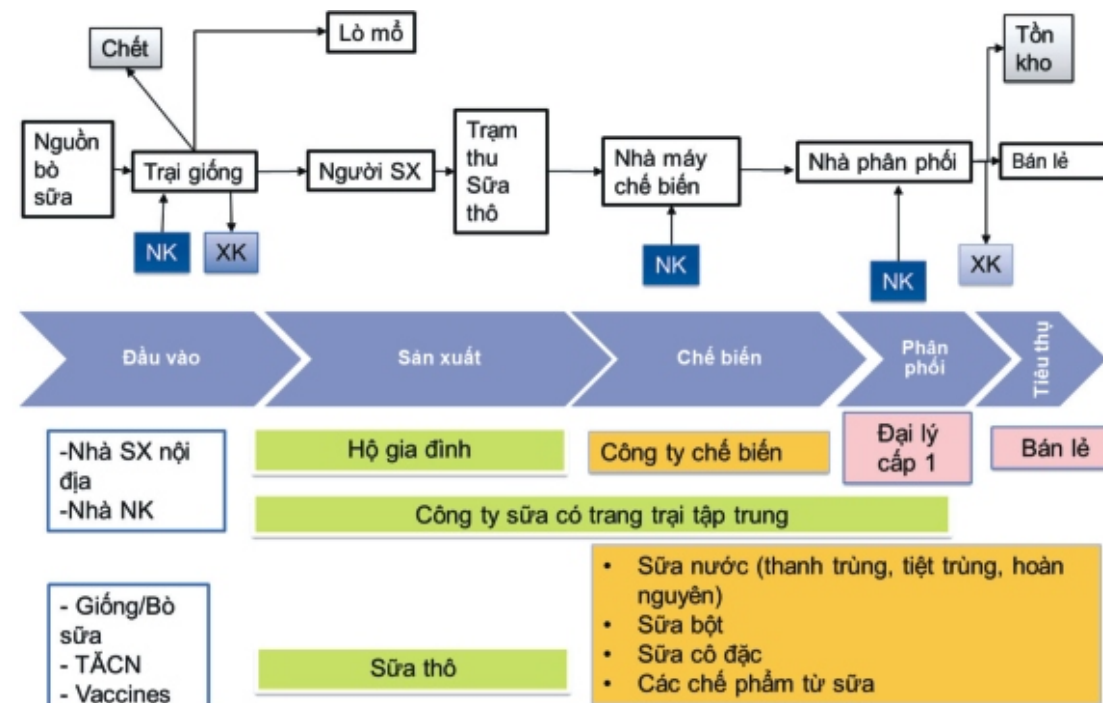 Chết
Lò mổ
Tồn
kho
Nguồn
bò
sữa
Trại giống
Người SX
Trạm
thu
Sữa
thô
Nhà máy
chế biến
Nhà phân phối
Bán lẻ
NK
XK
NK
NK
XK
Đầu vào
Sản xuất
Chế biến
Phân
phối
Tiêu thụ
-Nhà SX nội
địa
-Nhà NK
Hộ gia đình
Công ty chế biến
Đại lý
cấp 1
Bán lẻ
Công ty sữa có trang trại tập trung
- Giống/Bò
sữa
- TĂCN
- Vaccines
Sữa thô
• Sữa nước (thanh trùng, tiệt trùng, hoàn
nguyên)
• Sữa bột
• Sữa cô đặc
• Các chế phẩm từ sữa